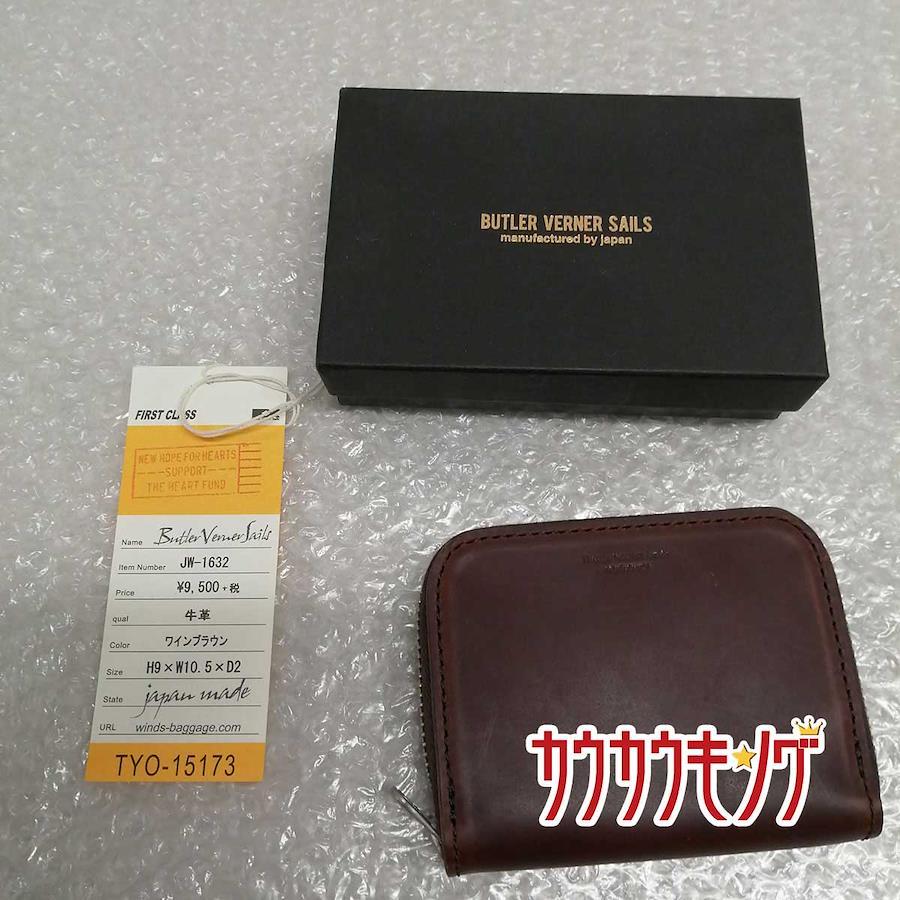 BUTLER VERNER SAILS
manufactured by japan
FIRST CLASS
NEW HOPE FOR HEARTS
SUPPORT
THE HEART FUND
Name Butler Verner Sails
Item Number JW-1632
Price ¥9,500+税
qual 牛革
Color ワインブラウン
Size H9×W10.5×D2
State japan made
URL winds-baggage.com
TYO-15173
カウカウキング